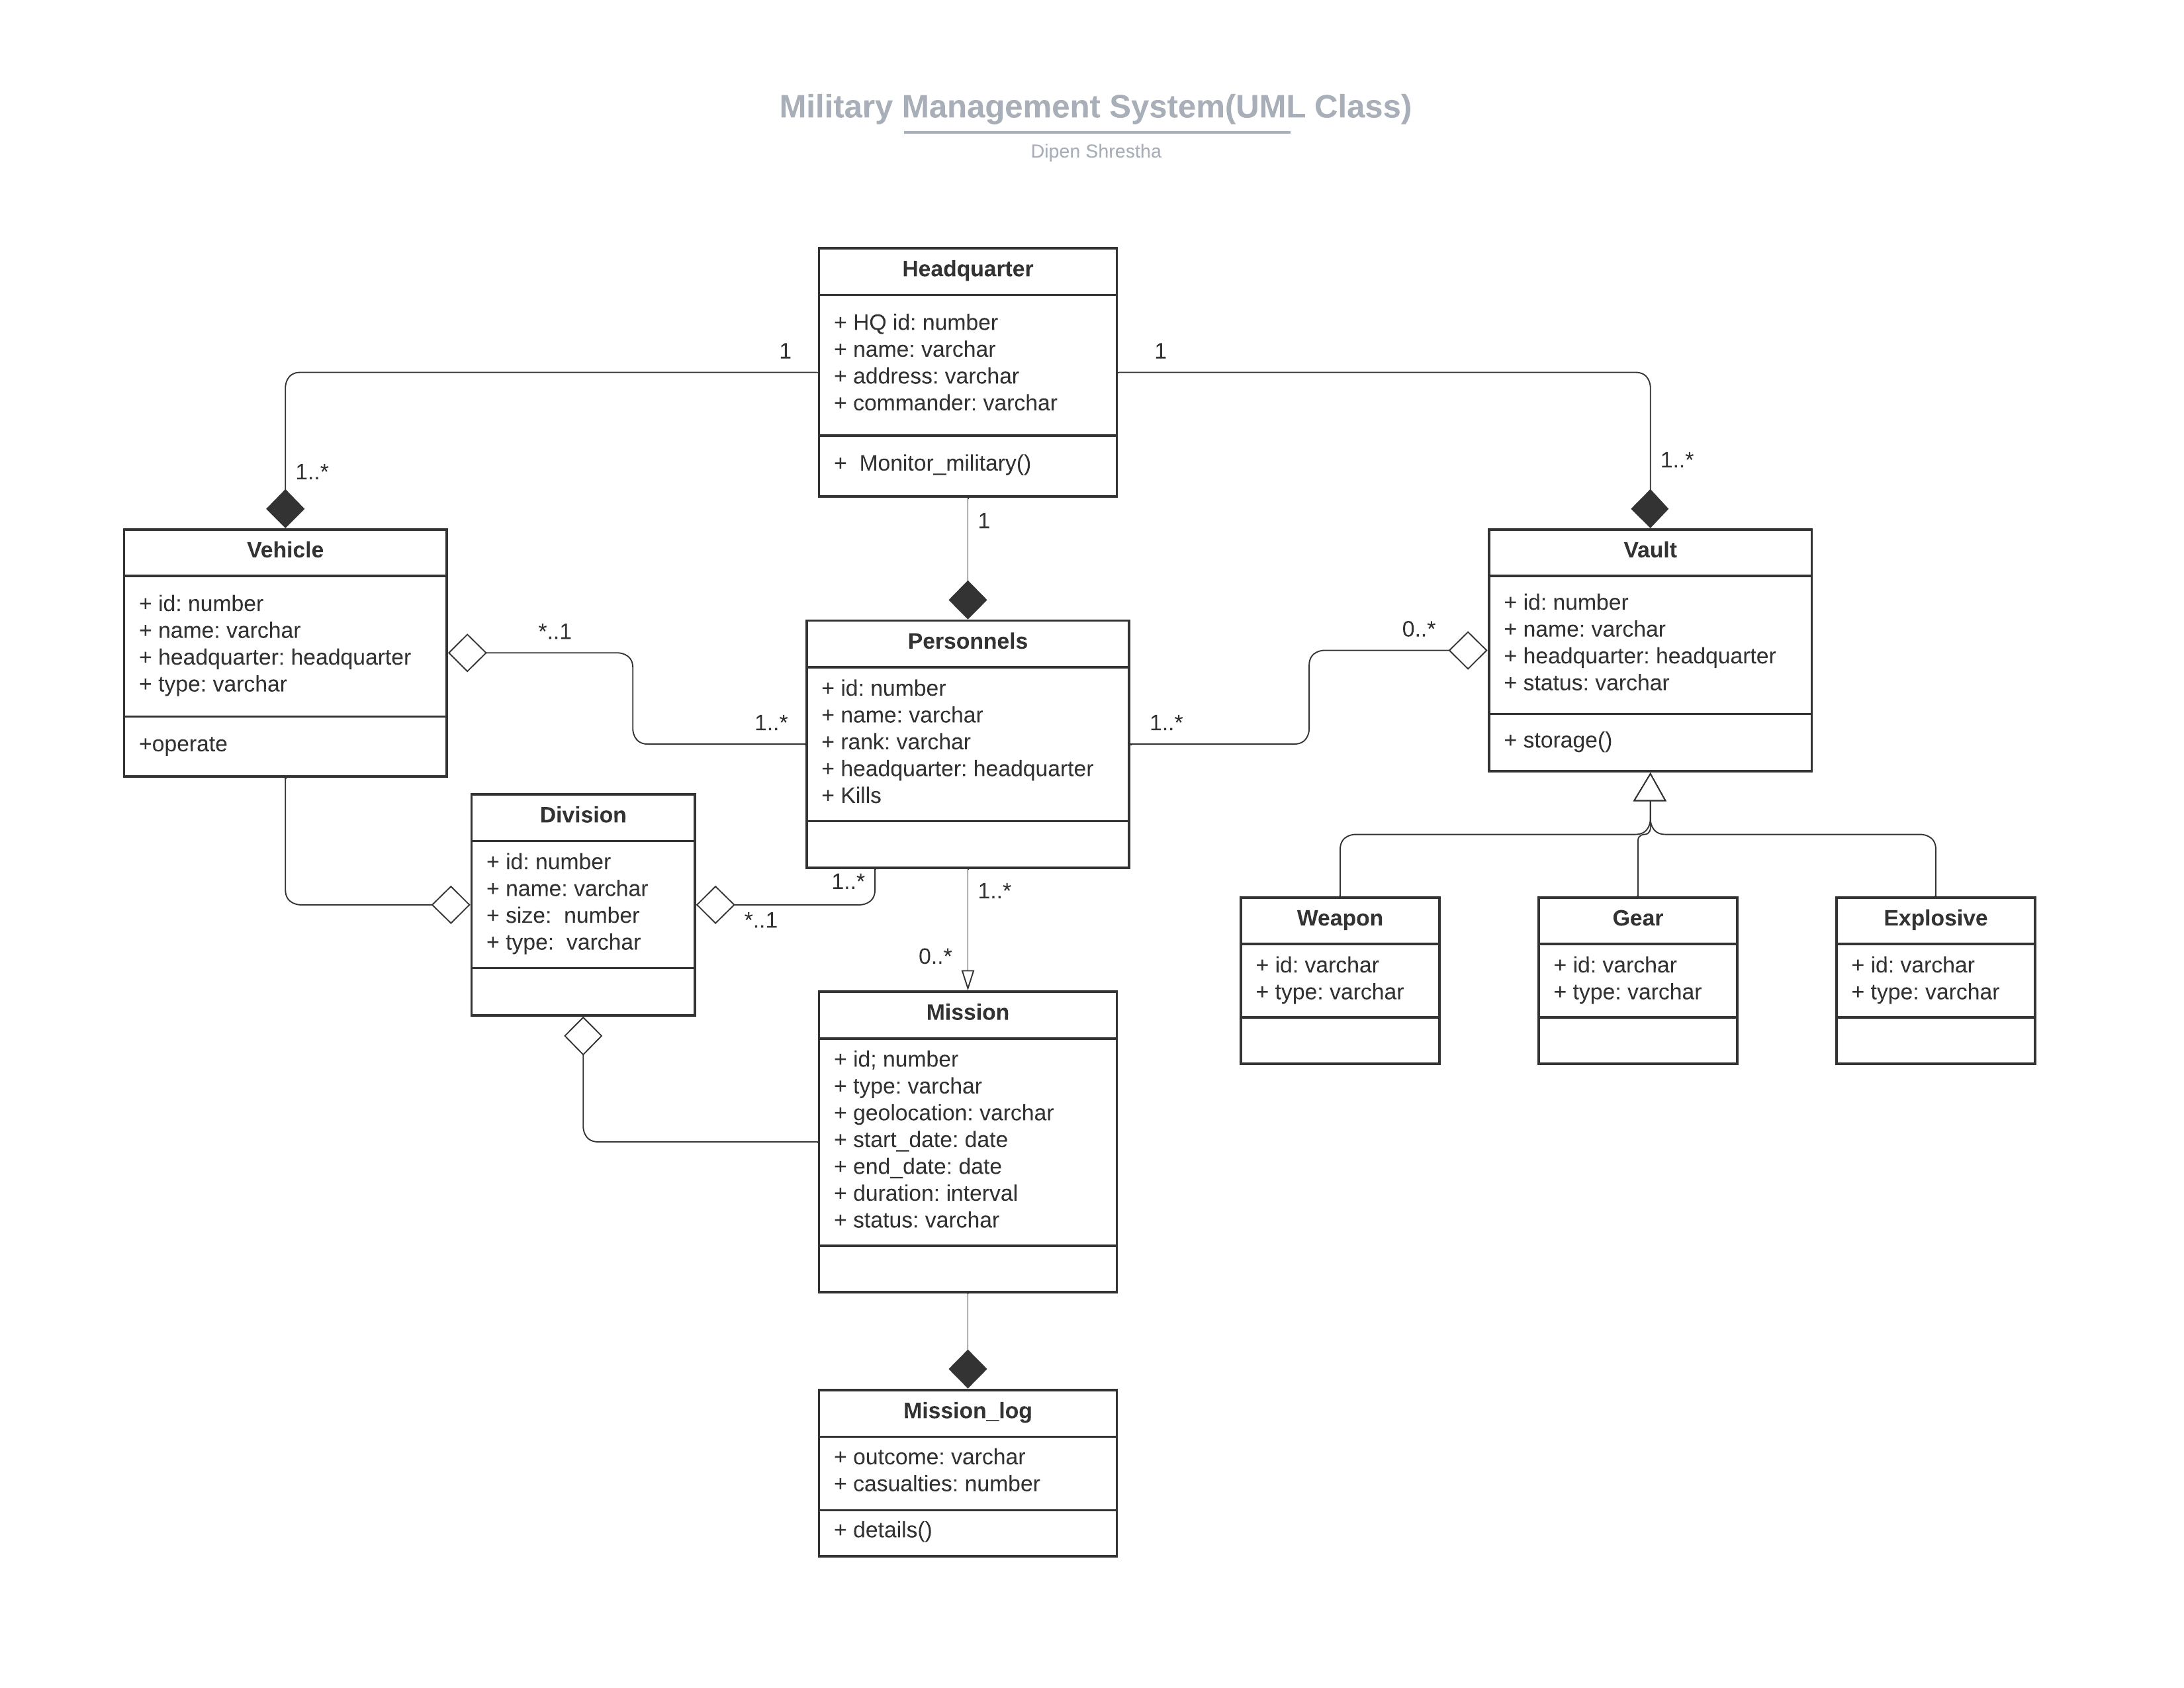 Military Management System(UML Class)
Dipen Shrestha
Headquarter
+ HQ id: number
+ name: varchar
+ address: varchar
+ commander: varchar
+  Monitor_military()
1
1
1
1..*
1..*
Vehicle
+ id: number
+ name: varchar
+ headquarter: headquarter
+ type: varchar
+operate
*..1
1..*
Personnels
+ id: number
+ name: varchar
+ rank: varchar
+ headquarter: headquarter
+ Kills
1..*
0..*
Vault
+ id: number
+ name: varchar
+ headquarter: headquarter
+ status: varchar
+ storage()
Division
+ id: number
+ name: varchar
+ size:  number
+ type:  varchar
1..*
*..1
1..*
0..*
Weapon
+ id: varchar
+ type: varchar
Gear
+ id: varchar
+ type: varchar
Explosive
+ id: varchar
+ type: varchar
Mission
+ id; number
+ type: varchar
+ geolocation: varchar
+ start_date: date
+ end_date: date
+ duration: interval
+ status: varchar
Mission_log
+ outcome: varchar
+ casualties: number
+ details()